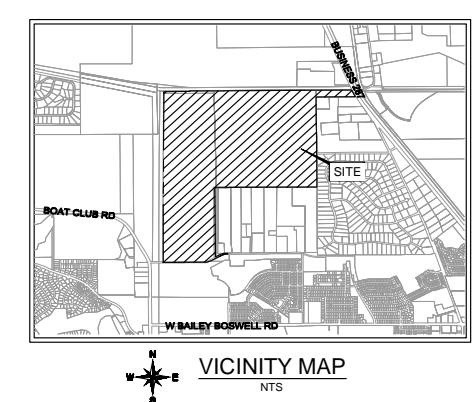 BUSINESS 287
SITE
BOAT CLUB RD
W BAILEY BOSWELL RD
N
W E
S
VICINITY MAP
NTS